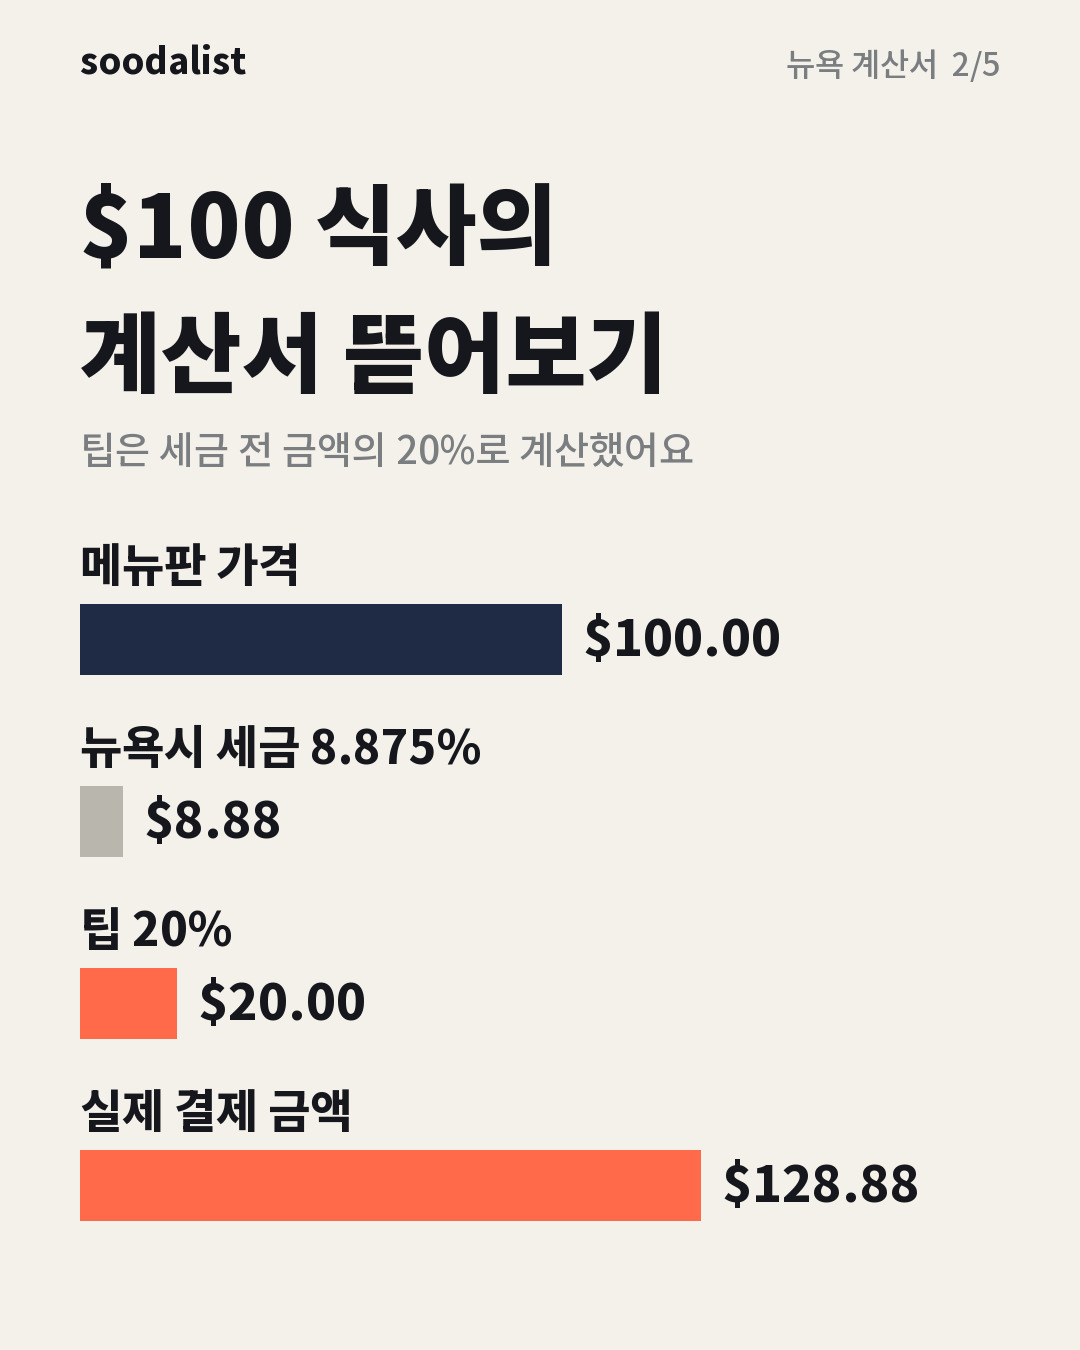 soodalist
뉴욕 계산서 2/5
$100 식사의
계산서 뜯어보기
팁은 세금 전 금액의 20%로 계산했어요
메뉴판 가격
$100.00
뉴욕시 세금 8.875%
$8.88
팁 20%
$20.00
실제 결제 금액
$128.88